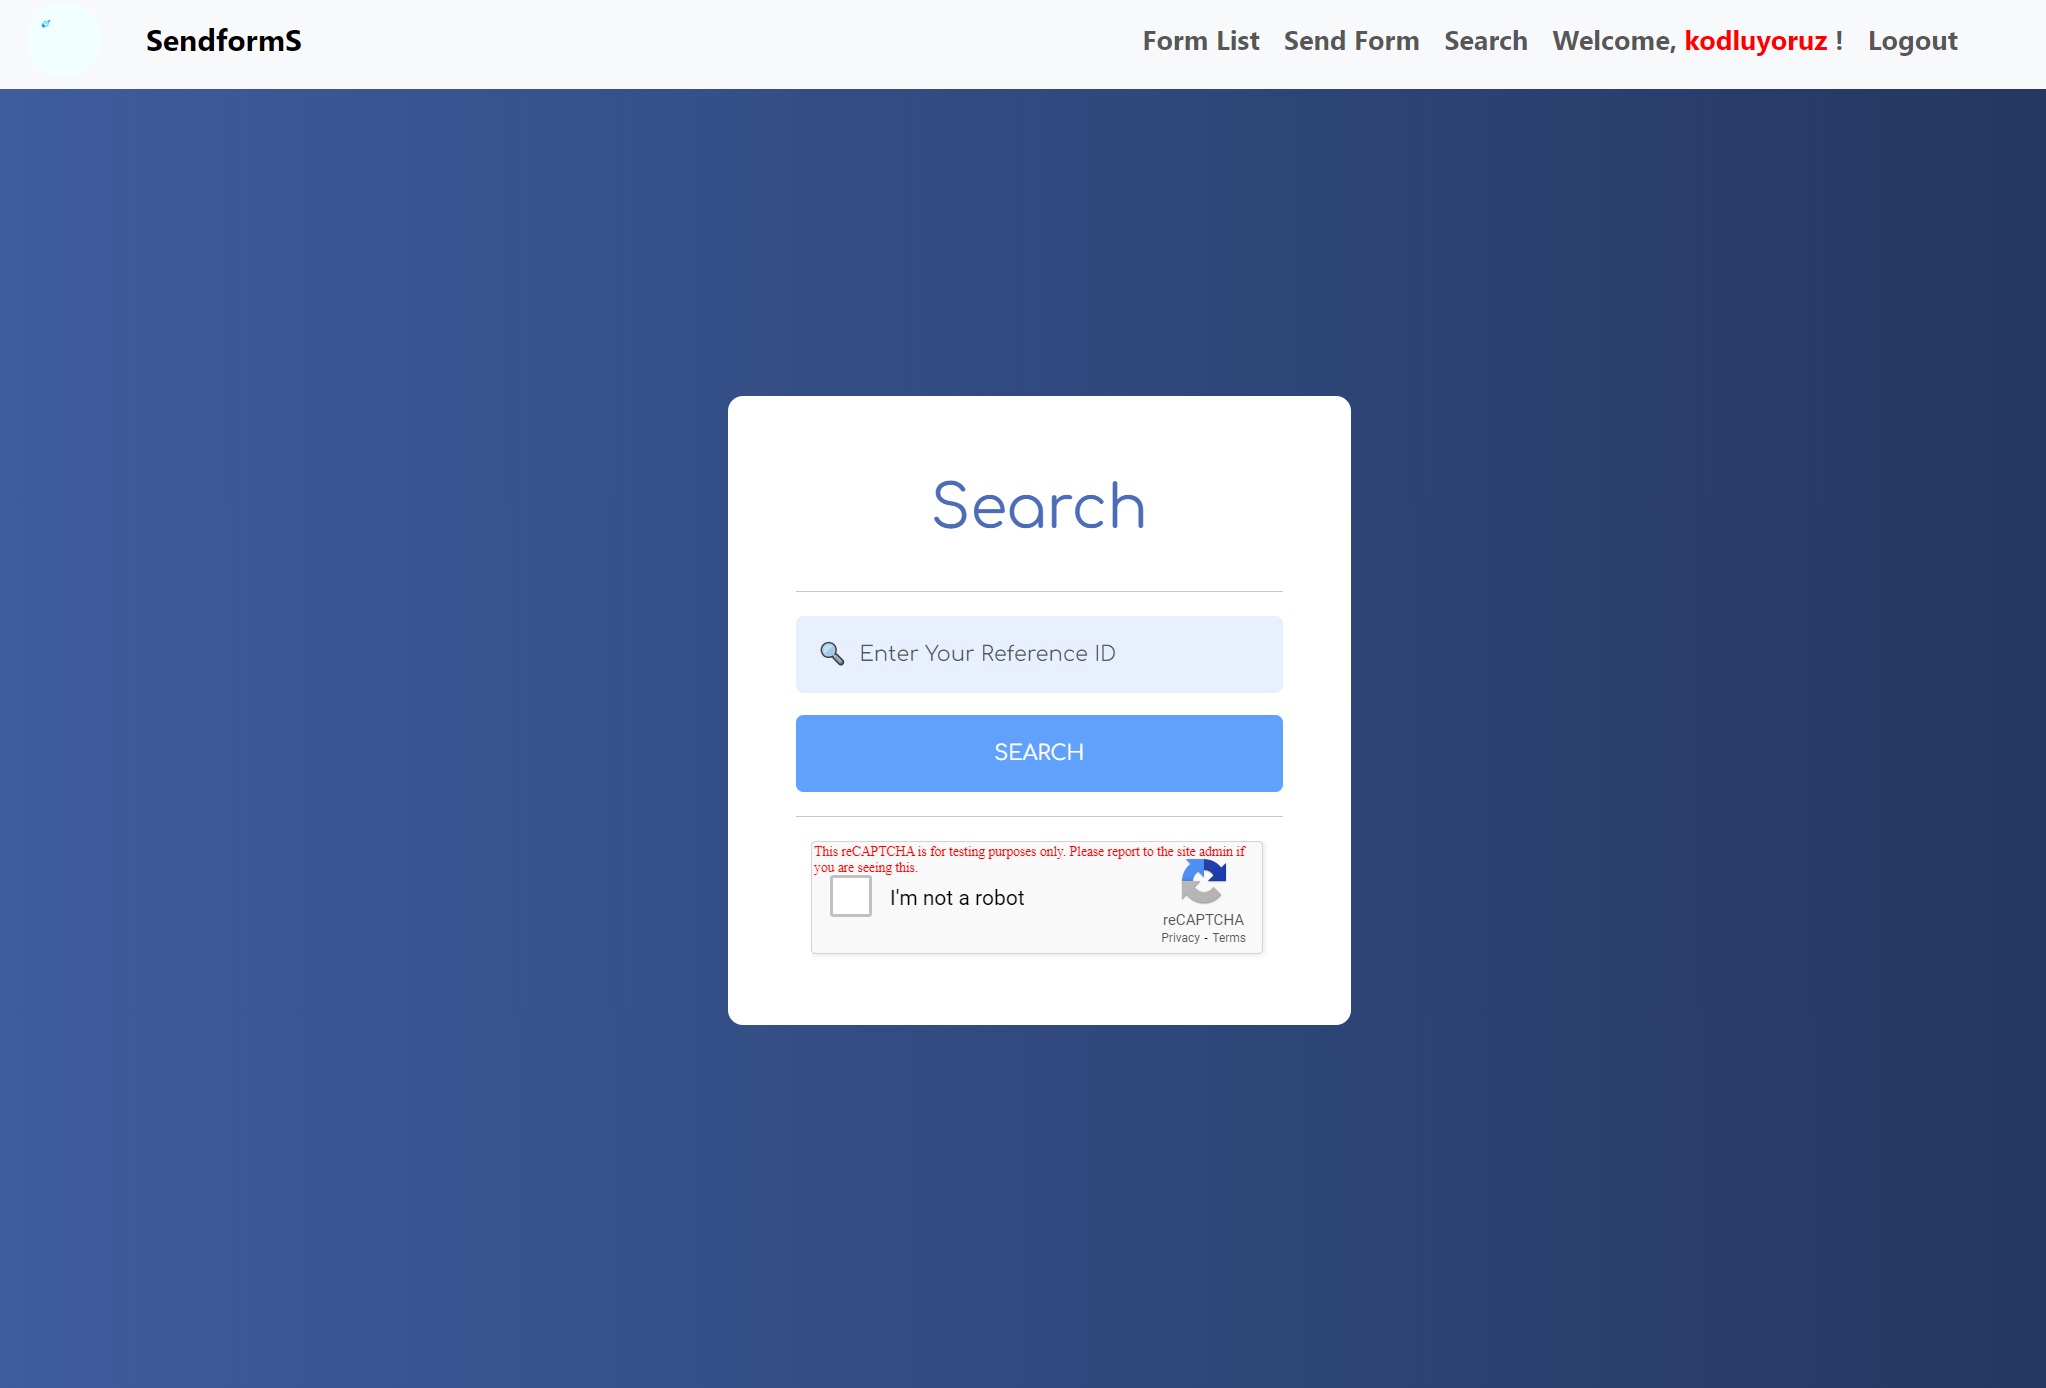 SendformS
Form List Send Form Search Welcome, kodluyoruz ! Logout
Search
Enter Your Reference ID
SEARCH
This reCAPTCHA is for testing purposes only. Please report to the site admin if
you are seeing this.
I'm not a robot
reCAPTCHA
Privacy - Terms